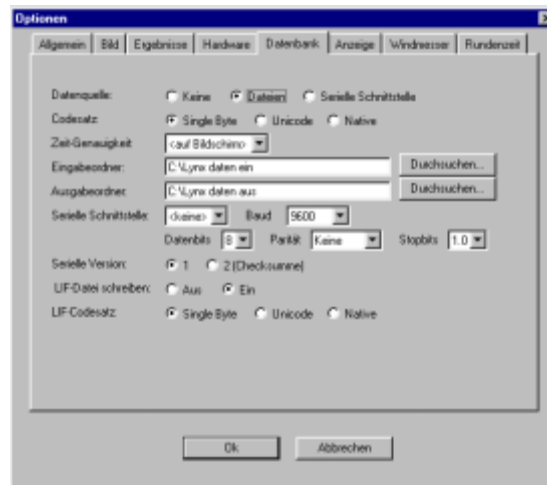 Optionen
Allgemein Bild Ergebnisse Hardware Datenbank Anzeige Windmesser Rundenzeit
Datenquelle: Keine Dateien Serielle Schnittstelle
Codesatz: Single Byte Unicode Native
Zeit-Genauigkeit <auf Bildschirm>
Eingabeordner: C:\Lynx daten ein Durchsuchen...
Ausgabeordner: C:\Lynx daten aus Durchsuchen...
Serielle Schnittstelle: <keine> Baud 9600
Datenbits 8 Parität Keine Stopbits 1.0
Serielle Version: 1 2 (Checksumme)
LIF-Datei schreiben: Aus Ein
LIF-Codesatz: Single Byte Unicode Native
Ok Abbrechen